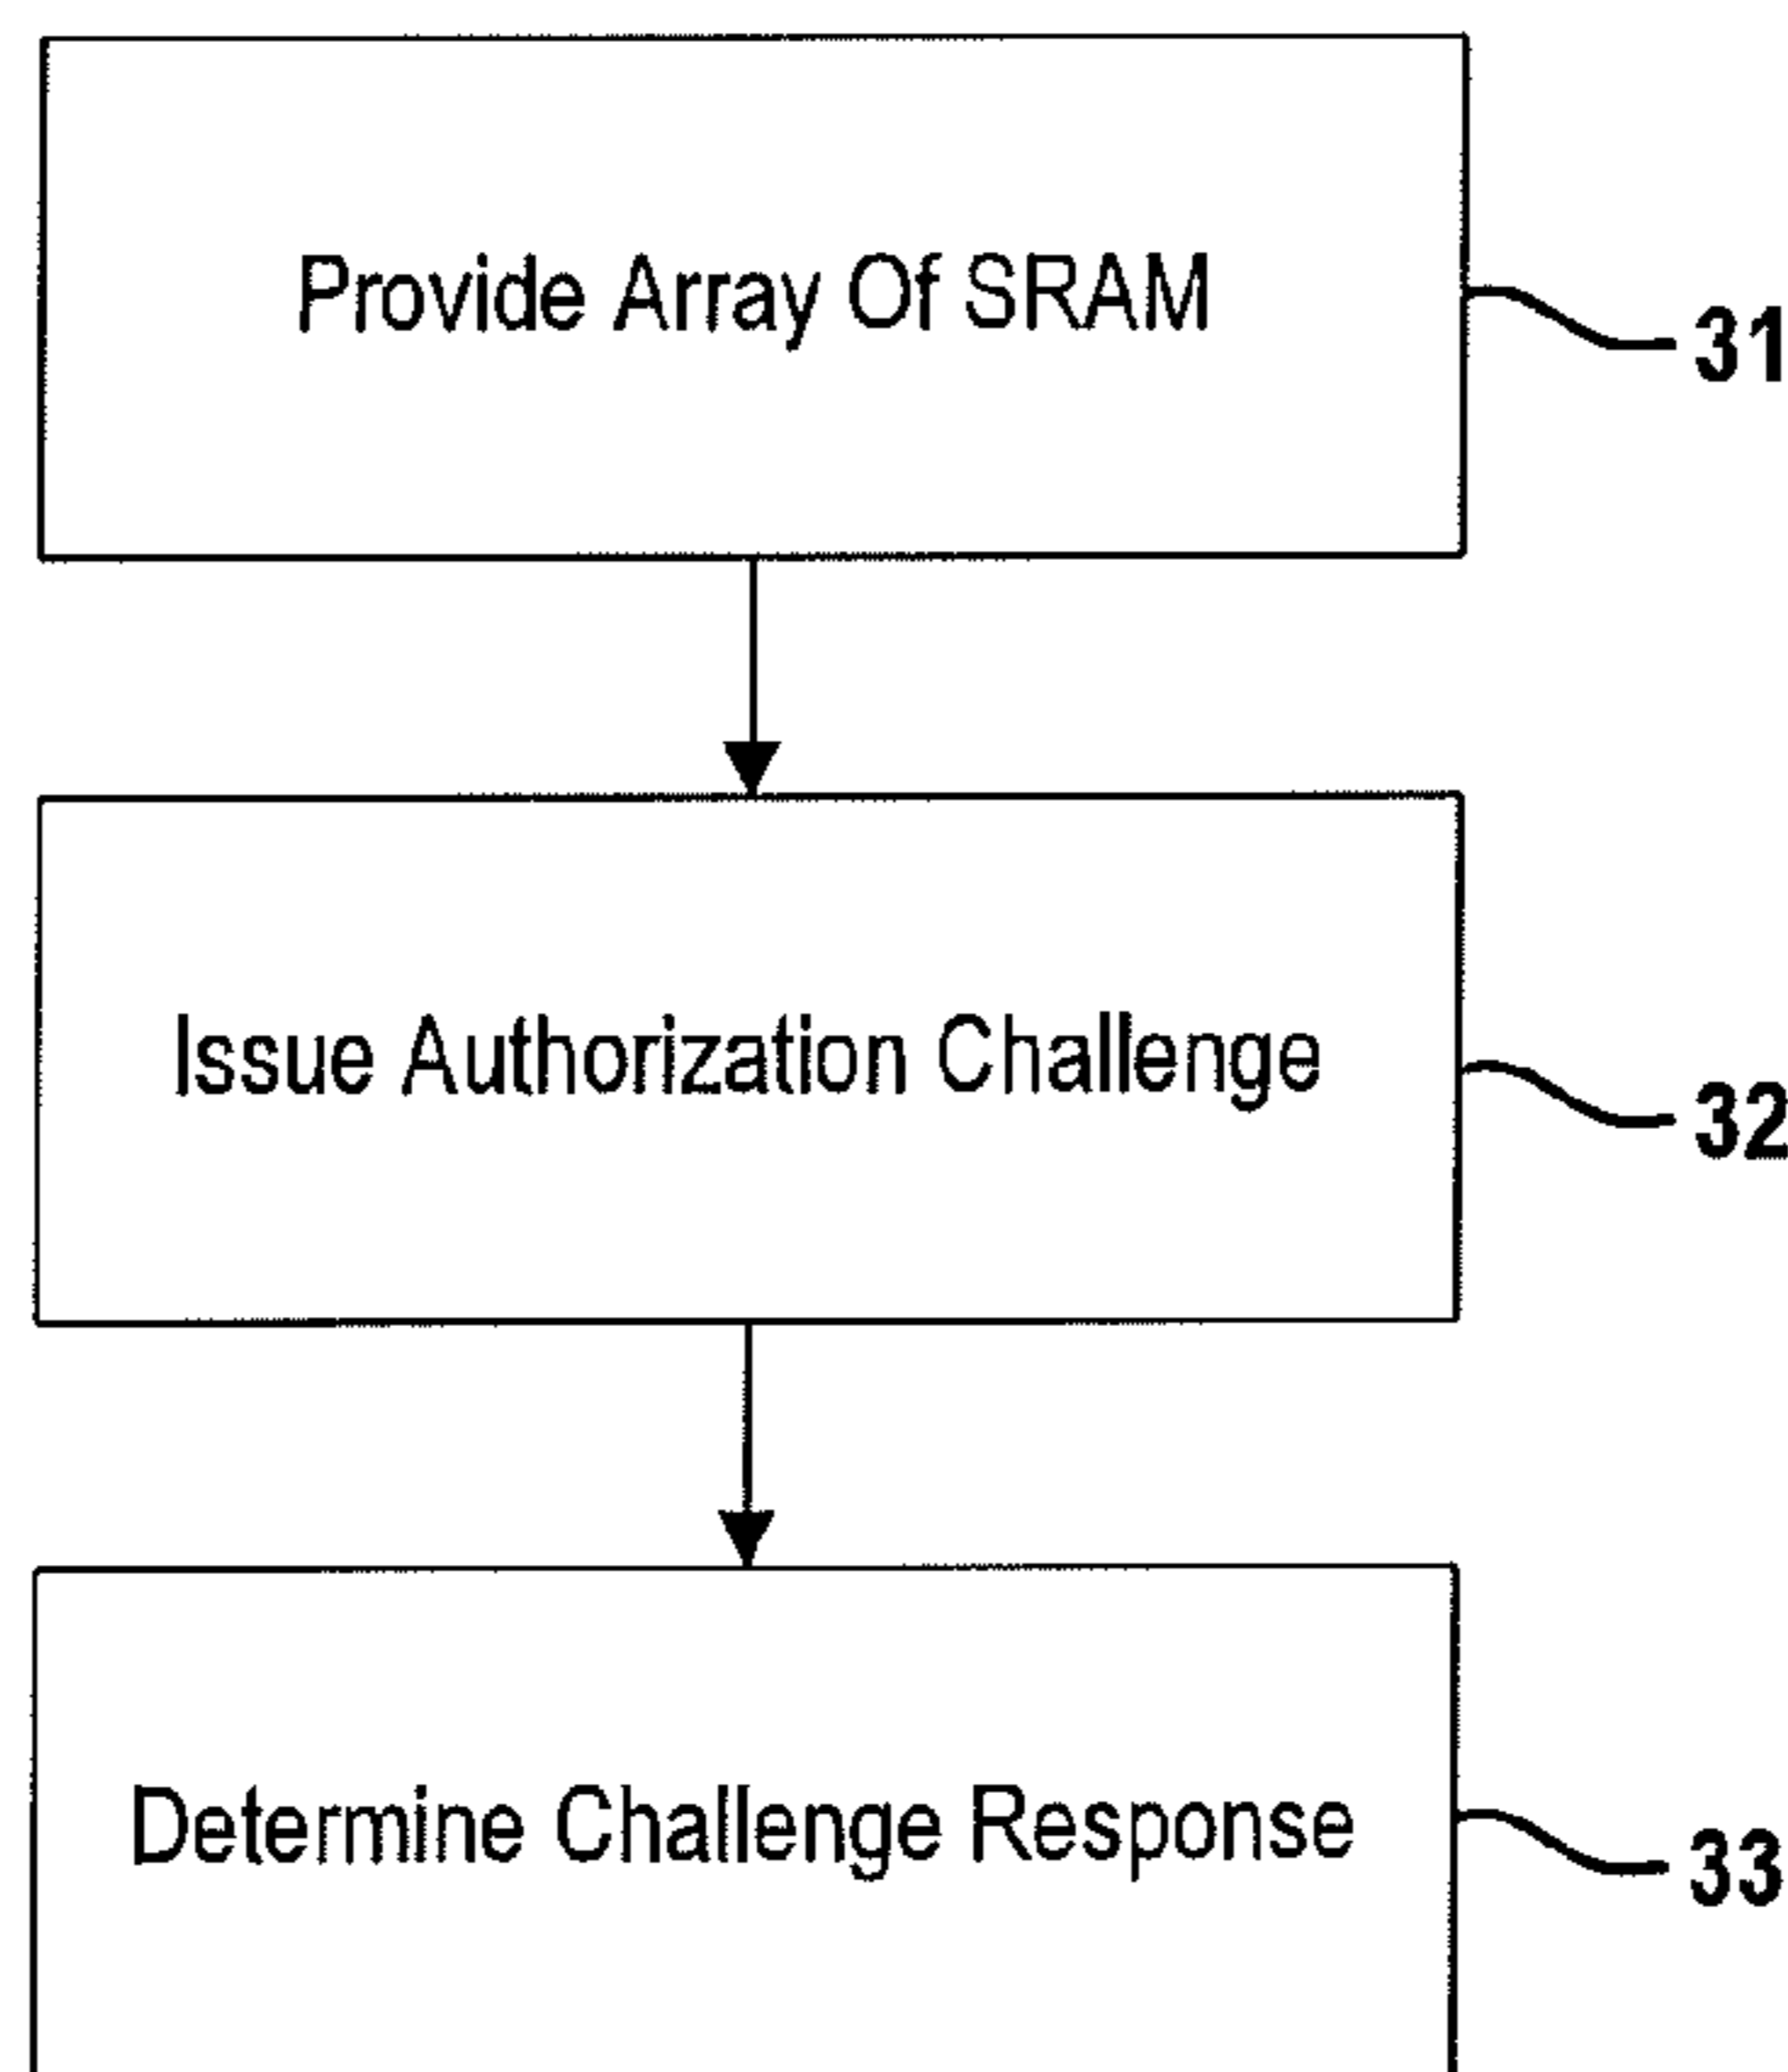 Provide Array Of SRAM
31
Issue Authorization Challenge
32
Determine Challenge Response
33